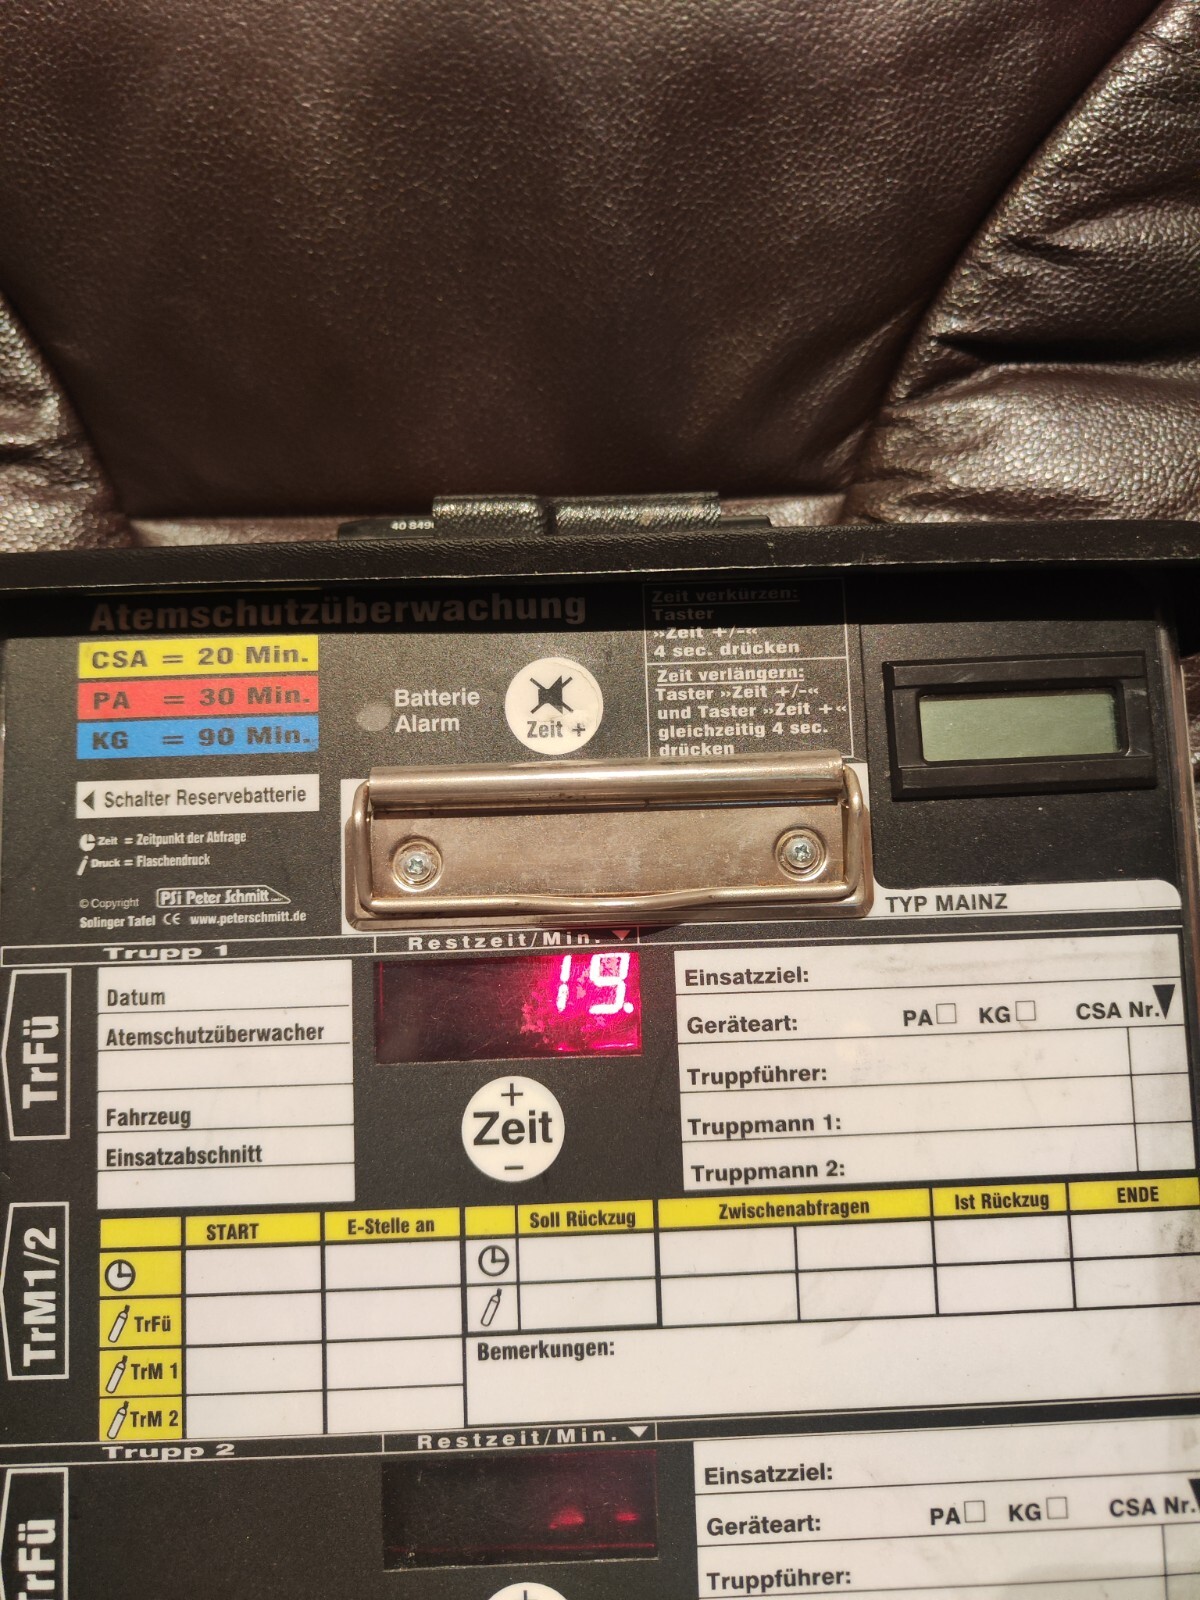 40 849
Atemschutzüberwachung
CSA = 20 Min.
PA = 30 Min.
KG = 90 Min.
Schalter Reservebatterie
Zeit = Zeitpunkt der Abfrage
Druck = Flaschendruck
© Copyright PSi Peter Schmitt
Solinger Tafel CE www.peterschmitt.de
Batterie
Alarm
Zeit +
Zeit verkürzen:
Taster
»Zeit +/-«
4 sec. drücken
Zeit verlängern:
Taster »Zeit +/-«
und Taster »Zeit +«
gleichzeitig 4 sec.
drücken
TYP MAINZ
Trupp 1
Restzeit/Min.
TrFü
Datum
Atemschutzüberwacher
Fahrzeug
Einsatzabschnitt
19.
+
Zeit
–
Einsatzziel:
Geräteart: PA KG CSA Nr.
Truppführer:
Truppmann 1:
Truppmann 2:
TrM1/2
START E-Stelle an Soll Rückzug Zwischenabfragen Ist Rückzug ENDE
TrFü
TrM 1
TrM 2
Bemerkungen:
Trupp 2
Restzeit/Min.
TrFü
+
Einsatzziel:
Geräteart: PA KG CSA Nr.
Truppführer: